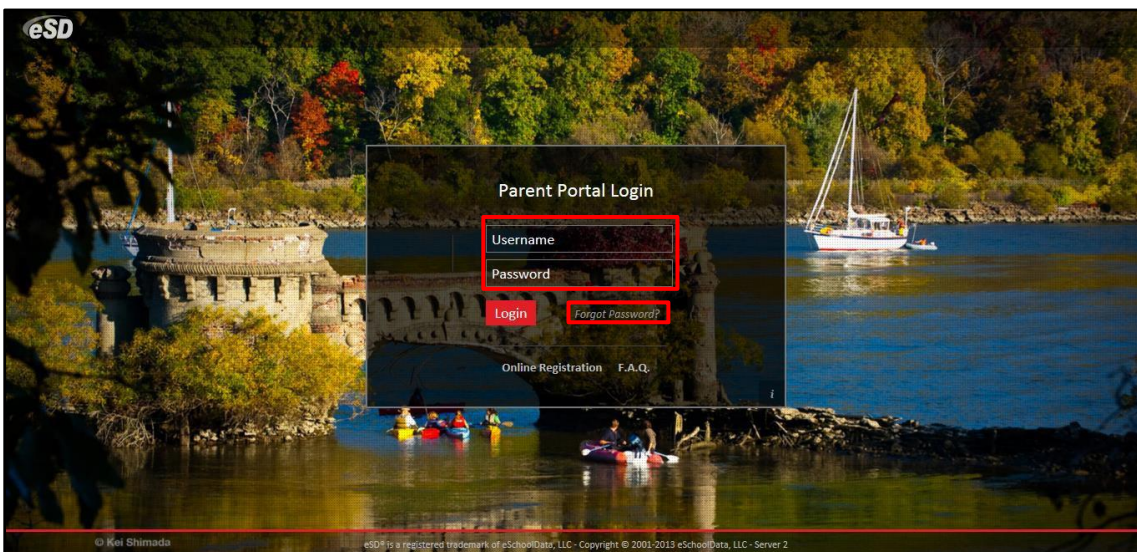 eSD
Parent Portal Login
Username
Password
Login Forgot Password?
Online Registration F.A.Q.
i
© Kei Shimada
eSD® is a registered trademark of eSchoolData, LLC - Copyright © 2001-2013 eSchoolData, LLC - Server 2